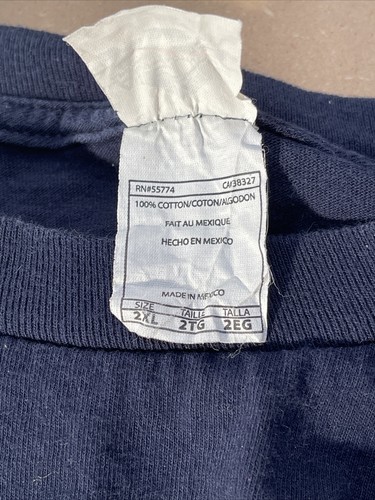 RN#55774 CA#38327
100% COTTON/COTON/ALGODON
FAIT AU MEXIQUE
HECHO EN MEXICO
MADE IN MEXICO
SIZE TAILLE TALLA
2XL 2TG 2EG